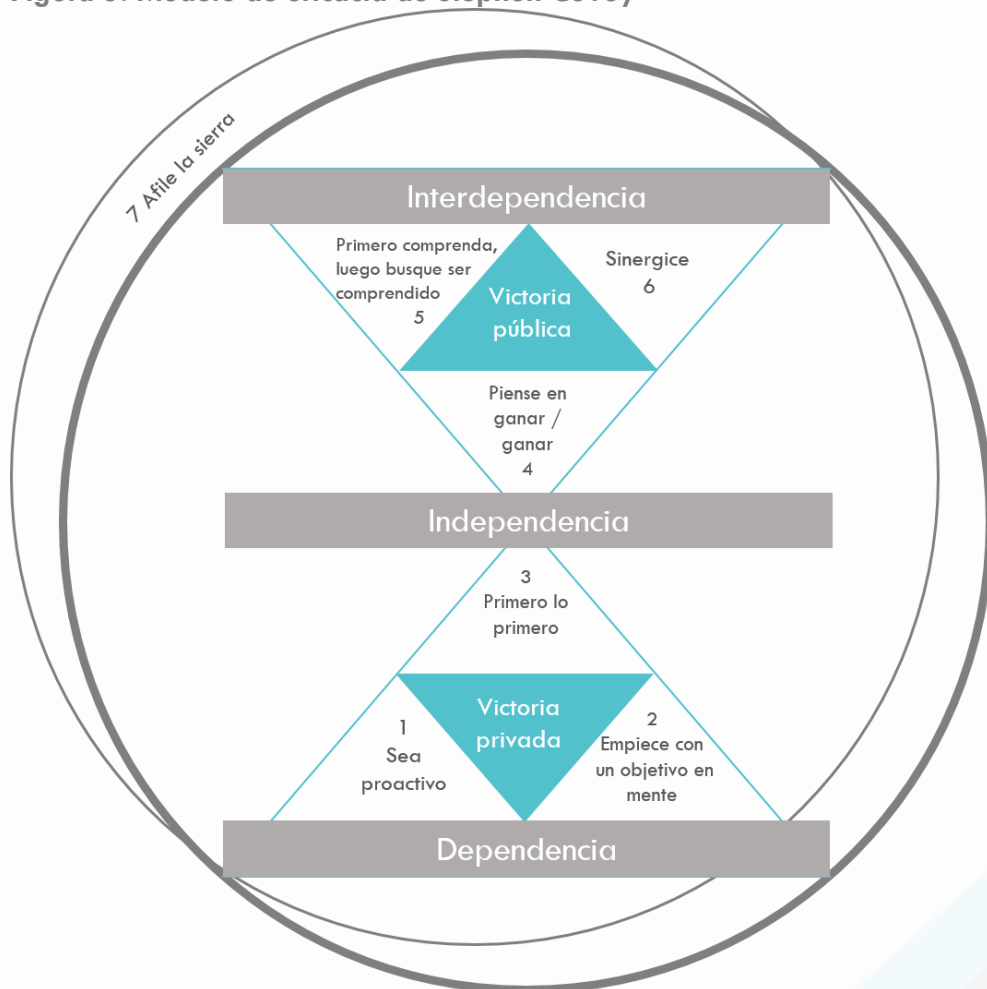 7 Afile la sierra
Interdependencia
Primero comprenda,
luego busque ser
comprendido
5
Victoria
pública
Sinergice
6
Piense en
ganar /
ganar
4
Independencia
3
Primero lo
primero
1
Sea
proactivo
Victoria
privada
2
Empiece con
un objetivo en
mente
Dependencia